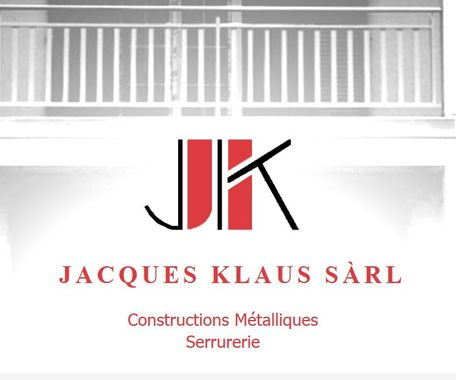 JK
JACQUES KLAUS SÀRL
Constructions Métalliques
Serrurerie